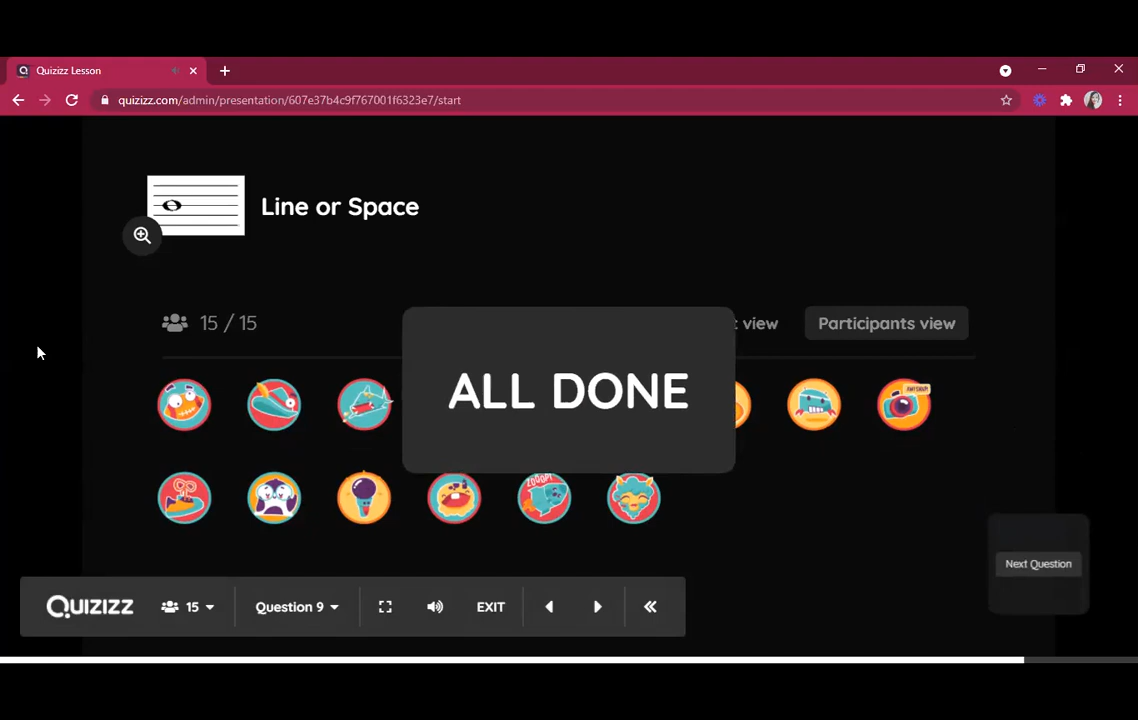 Quizizz Lesson
quizizz.com/admin/presentation/607e37b4c9f767001f6323e7/start
Line or Space
15 / 15
view
Participants view
ALL DONE
ZOOOP!
Next Question
QUIZIZZ
15
Question 9
EXIT